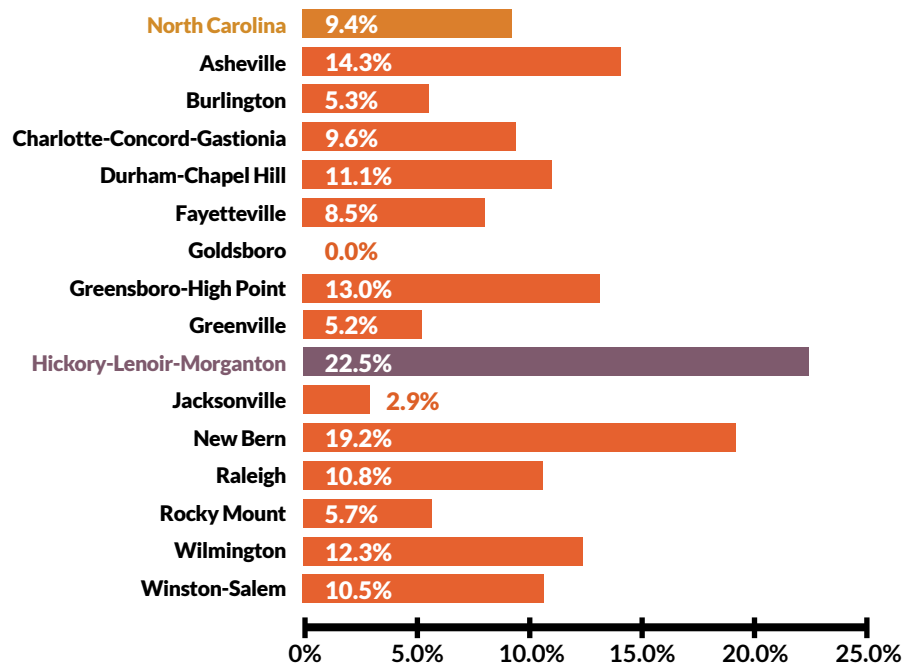 North Carolina 9.4%
Asheville 14.3%
Burlington 5.3%
Charlotte-Concord-Gastionia 9.6%
Durham-Chapel Hill 11.1%
Fayetteville 8.5%
Goldsboro 0.0%
Greensboro-High Point 13.0%
Greenville 5.2%
Hickory-Lenoir-Morganton 22.5%
Jacksonville 2.9%
New Bern 19.2%
Raleigh 10.8%
Rocky Mount 5.7%
Wilmington 12.3%
Winston-Salem 10.5%
0% 5.0% 10.0% 15.0% 20.0% 25.0%